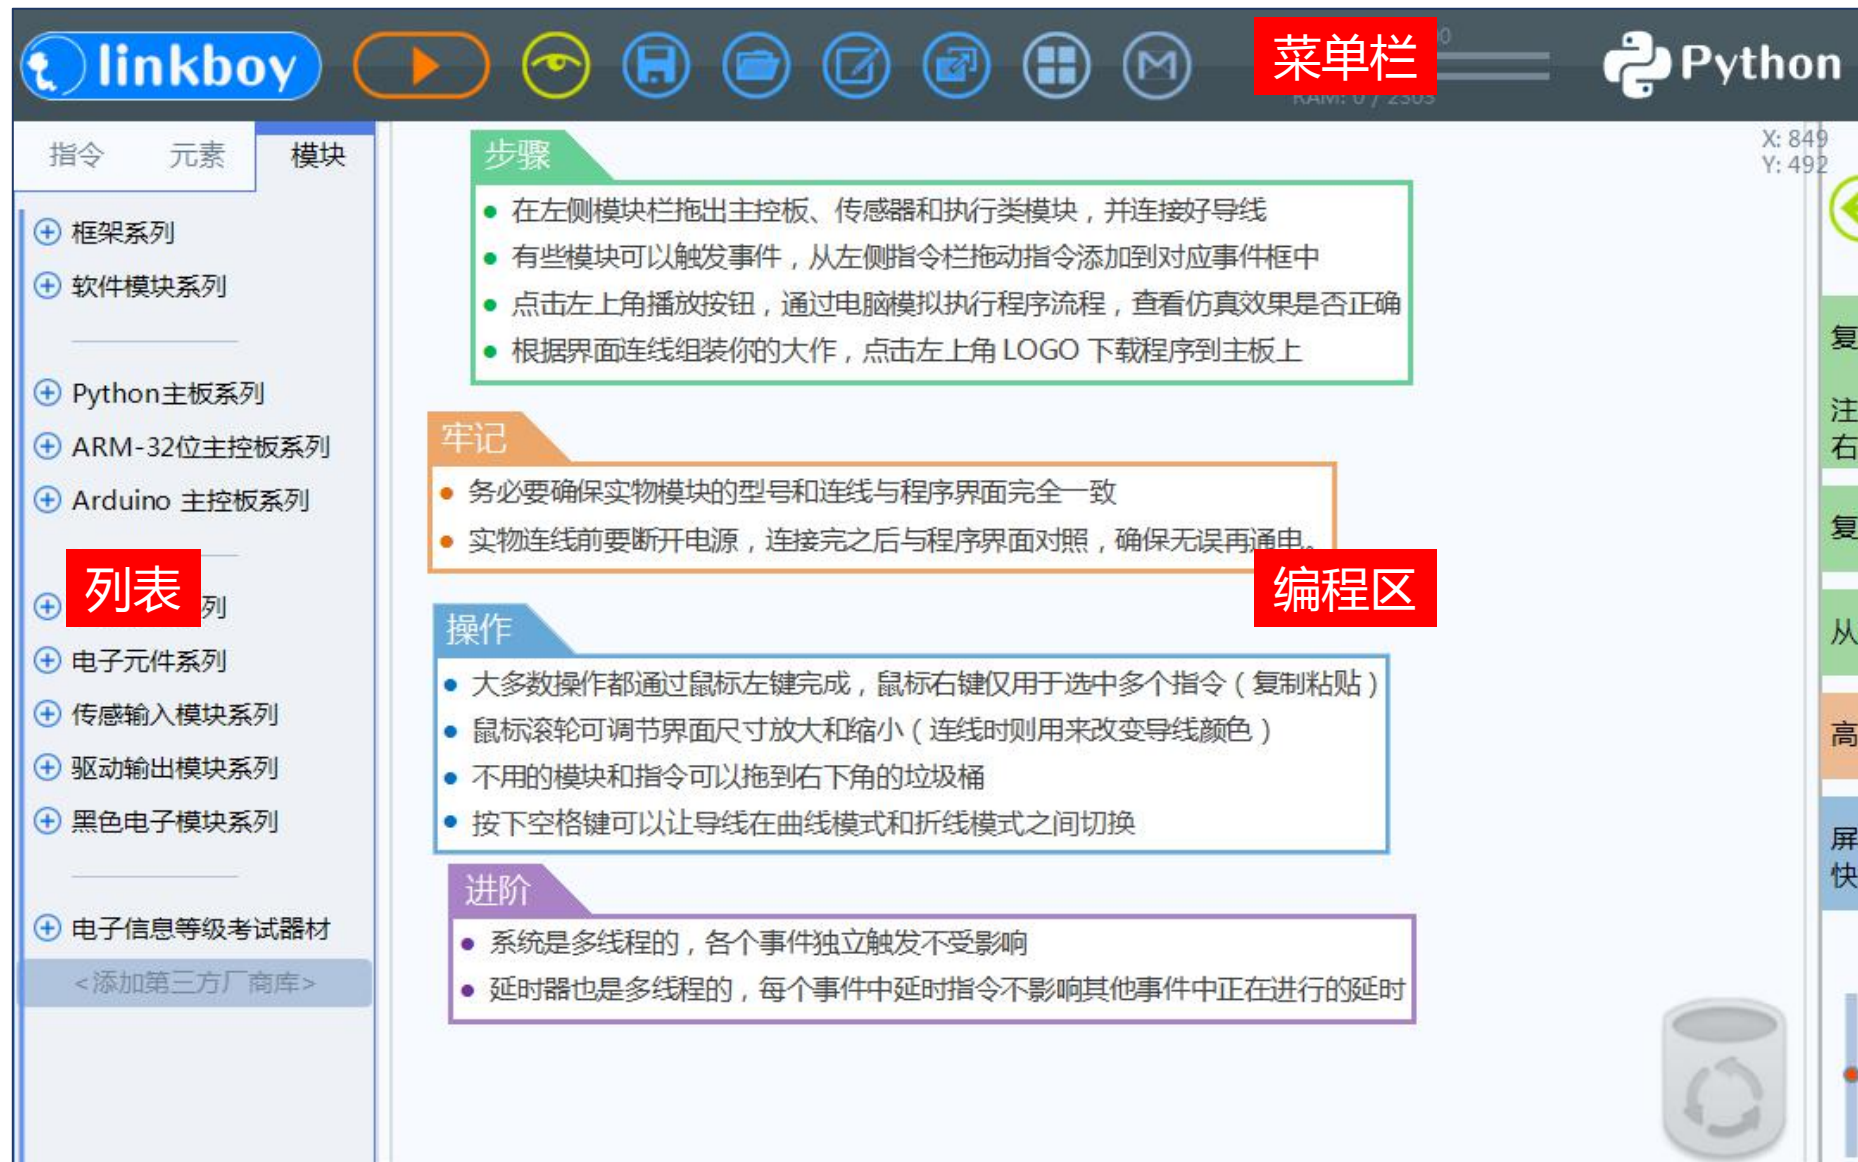 linkboy
菜单栏
Python
RAM: 0 / 2305
指令
元素
模块
X: 849
Y: 492
框架系列
软件模块系列
Python主板系列
ARM-32位主控板系列
Arduino 主控板系列
列表
列
电子元件系列
传感输入模块系列
驱动输出模块系列
黑色电子模块系列
电子信息等级考试器材
<添加第三方厂商库>
步骤
在左侧模块栏拖出主控板、传感器和执行类模块，并连接好导线
有些模块可以触发事件，从左侧指令栏拖动指令添加到对应事件框中
点击左上角播放按钮，通过电脑模拟执行程序流程，查看仿真效果是否正确
根据界面连线组装你的大作，点击左上角 LOGO 下载程序到主板上
牢记
务必要确保实物模块的型号和连线与程序界面完全一致
实物连线前要断开电源，连接完之后与程序界面对照，确保无误再通电。
编程区
操作
大多数操作都通过鼠标左键完成，鼠标右键仅用于选中多个指令（复制粘贴）
鼠标滚轮可调节界面尺寸放大和缩小（连线时则用来改变导线颜色）
不用的模块和指令可以拖到右下角的垃圾桶
按下空格键可以让导线在曲线模式和折线模式之间切换
进阶
系统是多线程的，各个事件独立触发不受影响
延时器也是多线程的，每个事件中延时指令不影响其他事件中正在进行的延时
复
注
右
复
从
高
屏
快